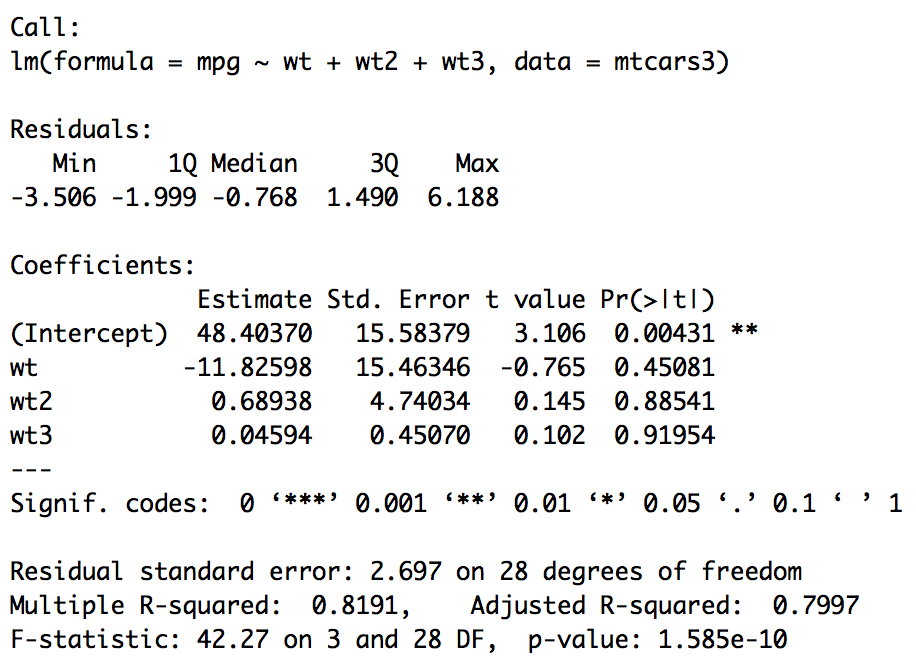 Call:
lm(formula = mpg ~ wt + wt2 + wt3, data = mtcars3)
Residuals:
   Min     1Q Median     3Q    Max
-3.506 -1.999 -0.768  1.490  6.188
Coefficients:
             Estimate Std. Error t value Pr(>|t|)
(Intercept)  48.40370   15.58379   3.106  0.00431 **
wt          -11.82598   15.46346  -0.765  0.45081
wt2           0.68938    4.74034   0.145  0.88541
wt3           0.04594    0.45070   0.102  0.91954
---
Signif. codes:  0 ‘***’ 0.001 ‘**’ 0.01 ‘*’ 0.05 ‘.’ 0.1 ‘ ’ 1
Residual standard error: 2.697 on 28 degrees of freedom
Multiple R-squared:  0.8191,    Adjusted R-squared:  0.7997
F-statistic: 42.27 on 3 and 28 DF,  p-value: 1.585e-10